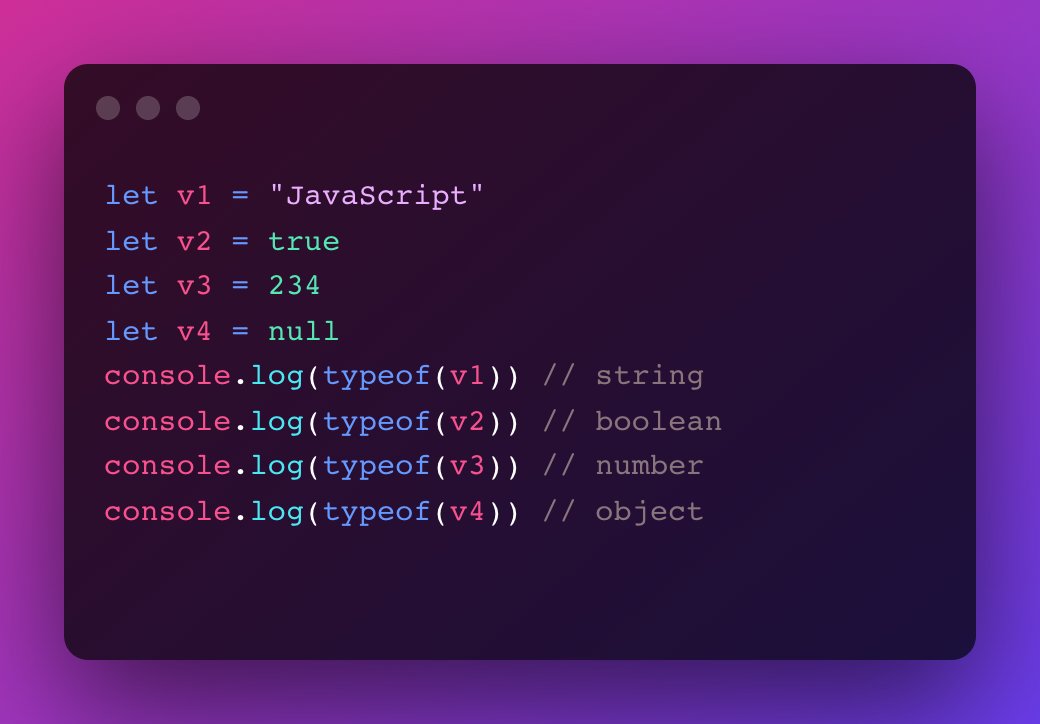 let v1 = "JavaScript"
let v2 = true
let v3 = 234
let v4 = null
console.log(typeof(v1)) // string
console.log(typeof(v2)) // boolean
console.log(typeof(v3)) // number
console.log(typeof(v4)) // object